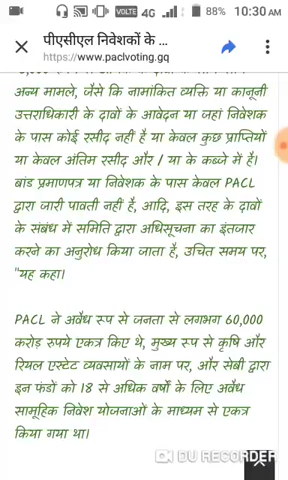 VOLTE 4G 88% 10:30 AM
पीएसीएल निवेशकों के ...
https://www.paclvoting.gq
अन्य मामले, जैसे कि नामांकित व्यक्ति या कानूनी
उत्तराधिकारी के दावों के आवेदन या जहां निवेशक
के पास कोई रसीद नहीं है या केवल कुछ प्राप्तियों
या केवल अंतिम रसीद और / या के कब्जे में है।
बांड प्रमाणपत्र या निवेशक के पास केवल PACL
द्वारा जारी पावती नहीं है, आदि, इस तरह के दावों
के संबंध में समिति द्वारा अधिसूचना का इंतजार
करने का अनुरोध किया जाता है, उचित समय पर,
"यह कहा।
PACL ने अवैध रूप से जनता से लगभग 60,000
करोड़ रुपये एकत्र किए थे, मुख्य रूप से कृषि और
रियल एस्टेट व्यवसायों के नाम पर, और सेबी द्वारा
इन फंडों को 18 से अधिक वर्षों के लिए अवैध
सामूहिक निवेश योजनाओं के माध्यम से एकत्र
किया गया था।
DU RECORDER